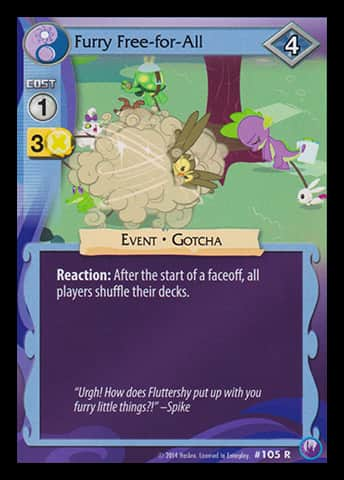 Furry Free-for-All
4
COST
1
3
EVENT • GOTCHA
Reaction: After the start of a faceoff, all
players shuffle their decks.
“Urgh! How does Fluttershy put up with you
furry little things?!” –Spike
© 2014 Hasbro. Licensed to Enterplay. #105 R